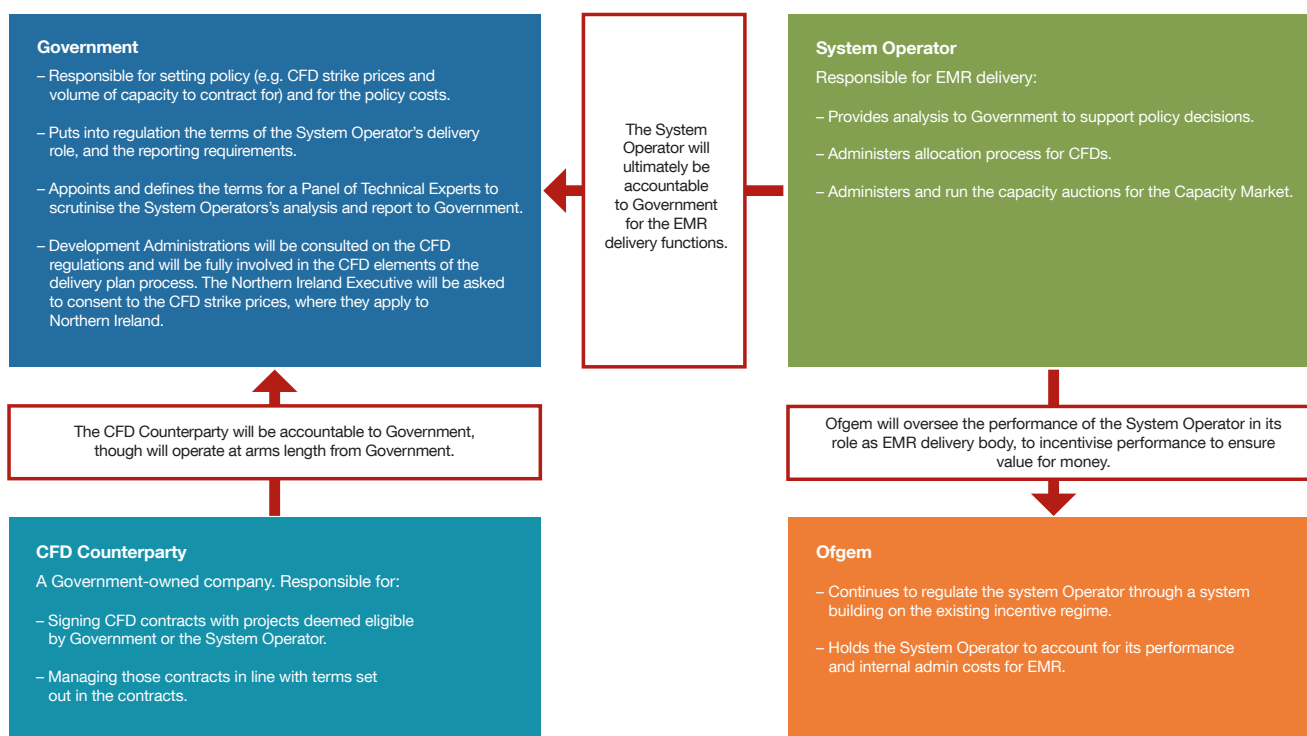 Government
– Responsible for setting policy (e.g. CFD strike prices and
volume of capacity to contract for) and for the policy costs.
– Puts into regulation the terms of the System Operator's delivery
role, and the reporting requirements.
– Appoints and defines the terms for a Panel of Technical Experts to
scrutinise the System Operators's analysis and report to Government.
– Development Administrations will be consulted on the CFD
regulations and will be fully involved in the CFD elements of the
delivery plan process. The Northern Ireland Executive will be asked
to consent to the CFD strike prices, where they apply to
Northern Ireland.
The System
Operator will
ultimately be
accountable
to Government
for the EMR
delivery functions.
System Operator
Responsible for EMR delivery:
– Provides analysis to Government to support policy decisions.
– Administers allocation process for CFDs.
– Administers and run the capacity auctions for the Capacity Market.
The CFD Counterparty will be accountable to Government,
though will operate at arms length from Government.
Ofgem will oversee the performance of the System Operator in its
role as EMR delivery body, to incentivise performance to ensure
value for money.
CFD Counterparty
A Government-owned company. Responsible for:
– Signing CFD contracts with projects deemed eligible
by Government or the System Operator.
– Managing those contracts in line with terms set
out in the contracts.
Ofgem
– Continues to regulate the system Operator through a system
building on the existing incentive regime.
– Holds the System Operator to account for its performance
and internal admin costs for EMR.